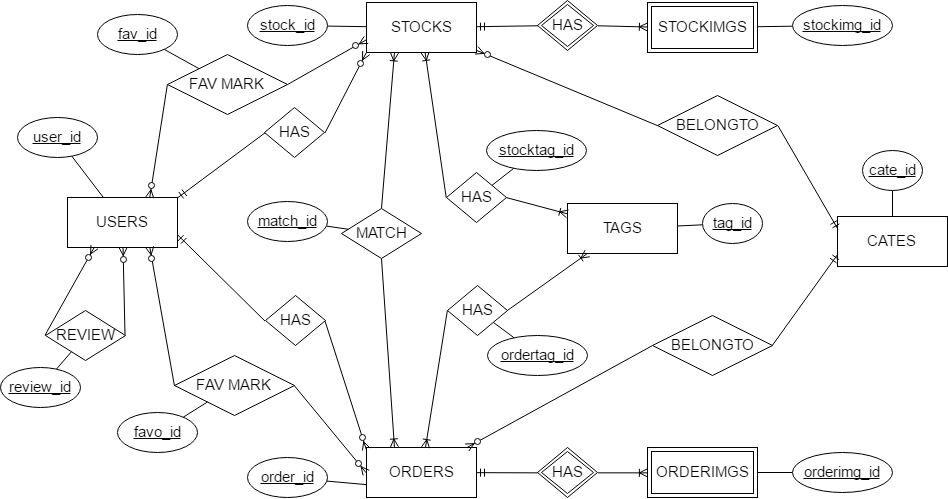 stock_id
STOCKS
HAS
STOCKIMGS
stockimg_id
fav_id
FAV MARK
HAS
BELONGTO
user_id
stocktag_id
cate_id
USERS
match_id
MATCH
HAS
TAGS
tag_id
CATES
REVIEW
HAS
HAS
BELONGTO
ordertag_id
review_id
FAV MARK
favo_id
order_id
ORDERS
HAS
ORDERIMGS
orderimg_id